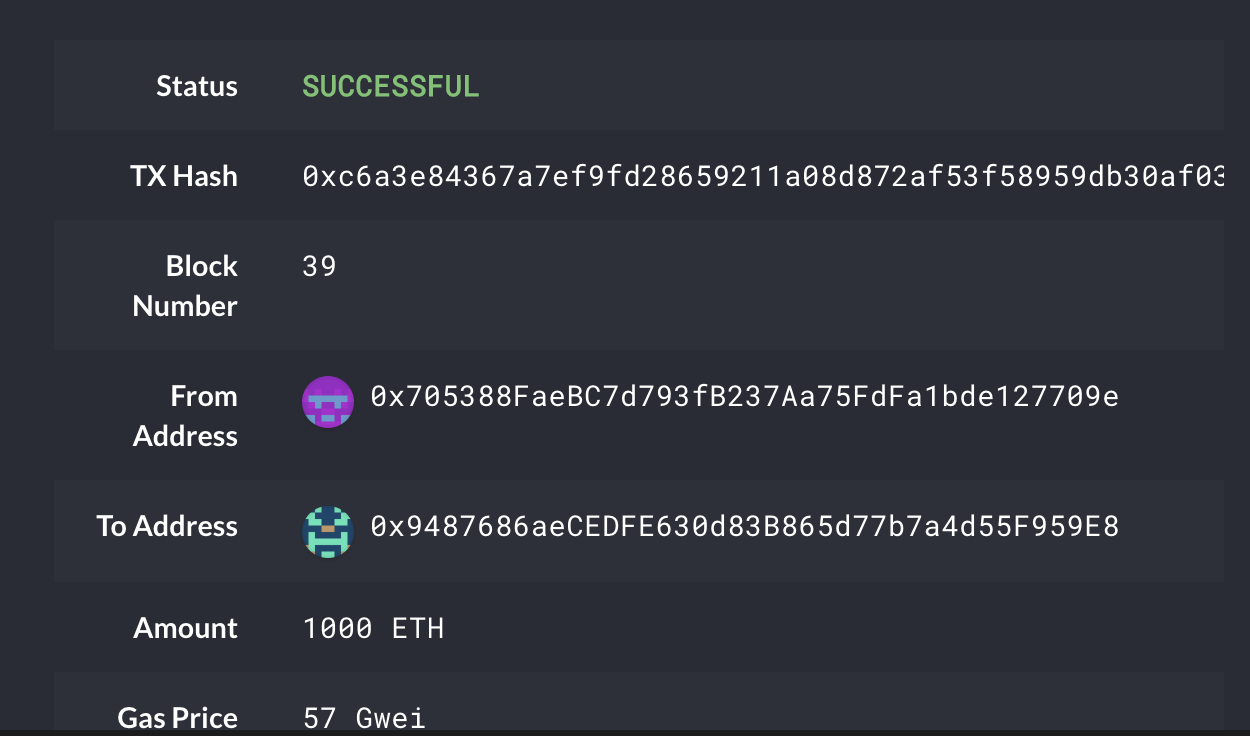 Status SUCCESSFUL
TX Hash 0xc6a3e84367a7ef9fd28659211a08d872af53f58959db30af03
Block 39
Number
From 0x705388FaeBC7d793fB237Aa75FdFa1bde127709e
Address
To Address 0x9487686aeCEDFE630d83B865d77b7a4d55F959E8
Amount 1000 ETH
Gas Price 57 Gwei